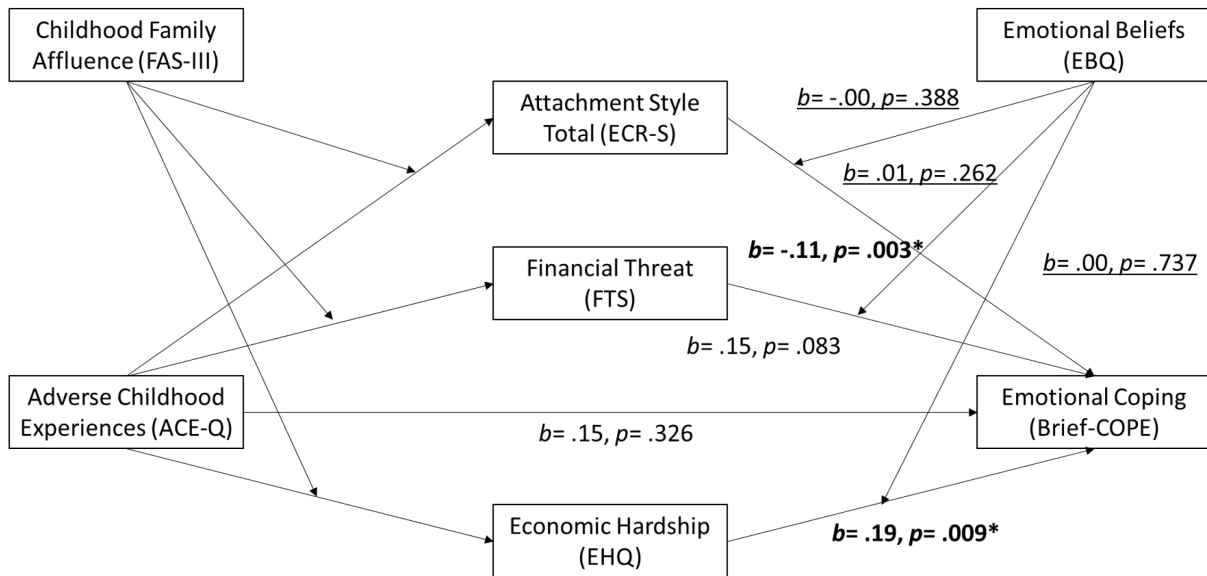 Childhood Family
Affluence (FAS-III)
Emotional Beliefs
(EBQ)
Attachment Style
Total (ECR-S)
b= -.00, p= .388
b= .01, p= .262
b= -.11, p= .003*
Financial Threat
(FTS)
b= .00, p= .737
b= .15, p= .083
Adverse Childhood
Experiences (ACE-Q)
Emotional Coping
(Brief-COPE)
b= .15, p= .326
Economic Hardship
(EHQ)
b= .19, p= .009*